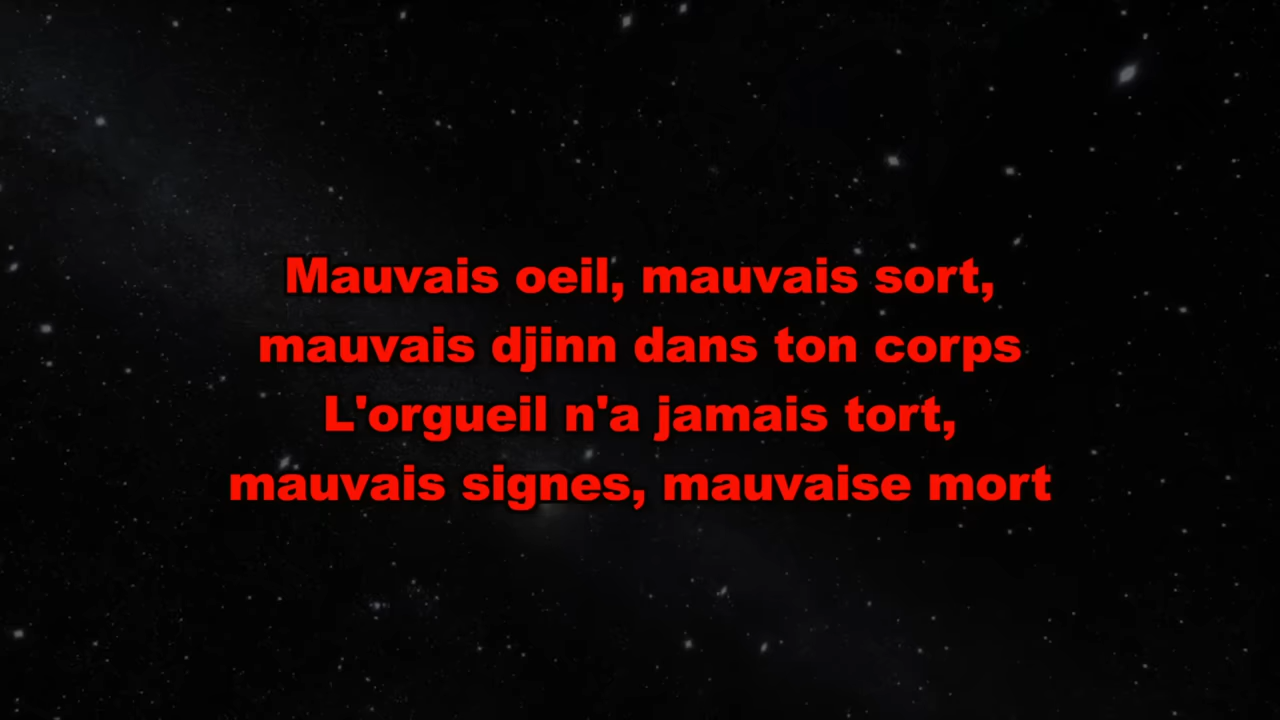 Mauvais oeil, mauvais sort,
mauvais djinn dans ton corps
L'orgueil n'a jamais tort,
mauvais signes, mauvaise mort